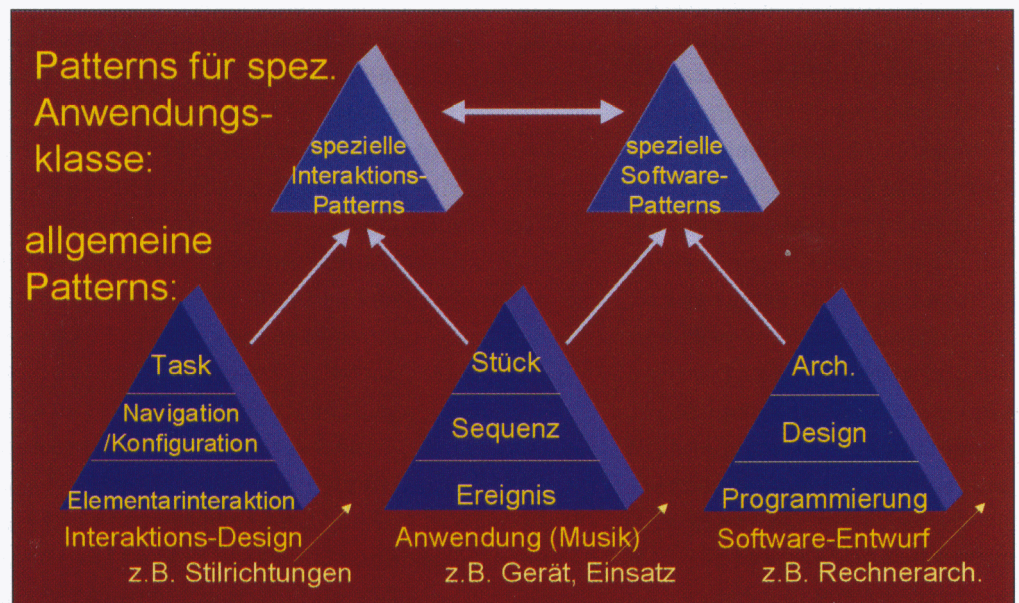 Patterns für spez.
Anwendungs-
klasse:
spezielle
Interaktions-
Patterns
spezielle
Software-
Patterns
allgemeine
Patterns:
Task
Navigation
/Konfiguration
Elementarinteraktion
Interaktions-Design
z.B. Stilrichtungen
Stück
Sequenz
Ereignis
Anwendung (Musik)
z.B. Gerät, Einsatz
Arch.
Design
Programmierung
Software-Entwurf
z.B. Rechnerarch.